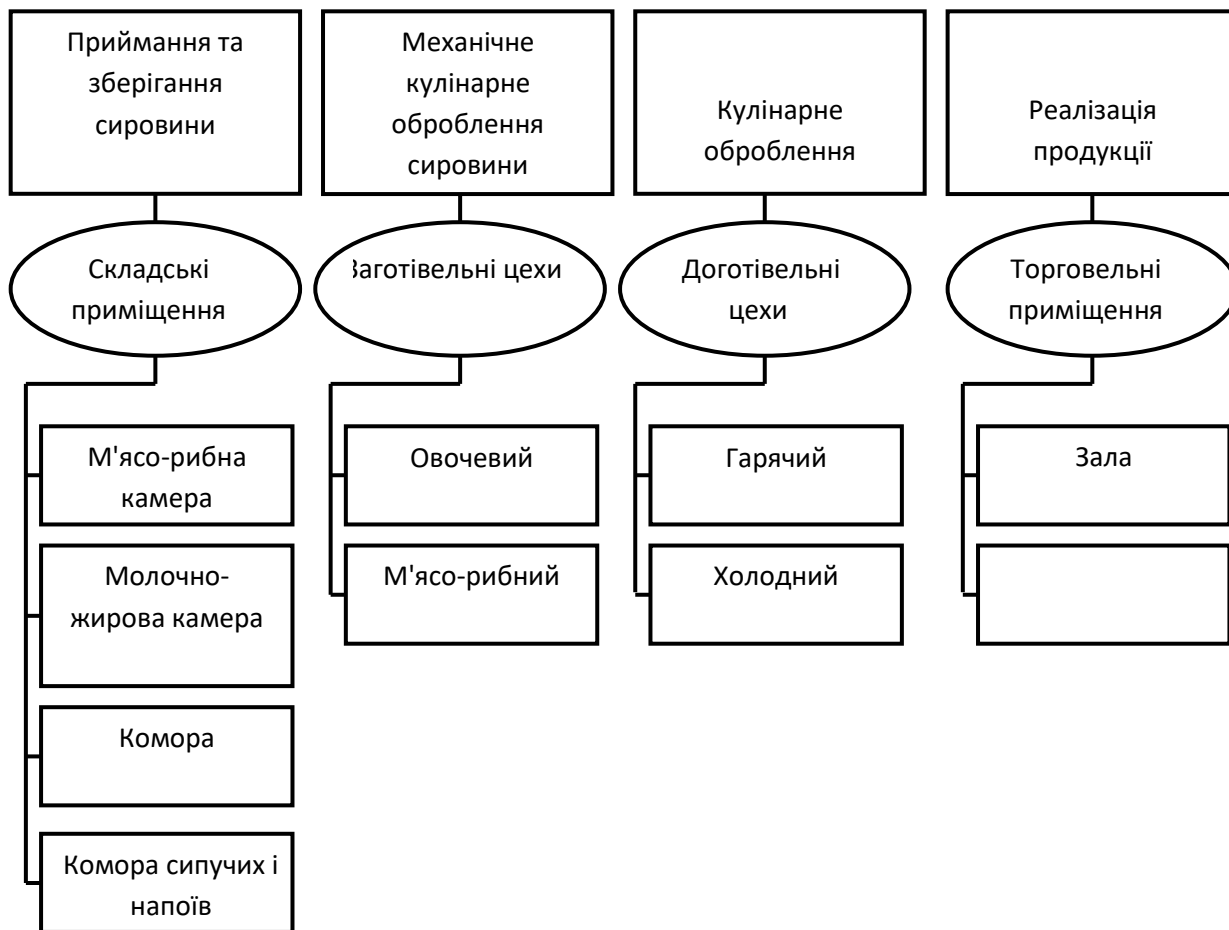 Приймання та
зберігання
сировини
Механічне
кулінарне
оброблення
сировини
Кулінарне
оброблення
Реалізація
продукції
Складські
приміщення
Заготівельні цехи
Доготівельні
цехи
Торговельні
приміщення
М'ясо-рибна
камера
Молочно-
жирова камера
Комора
Комора сипучих і
напоїв
Овочевий
М'ясо-рибний
Гарячий
Холодний
Зала